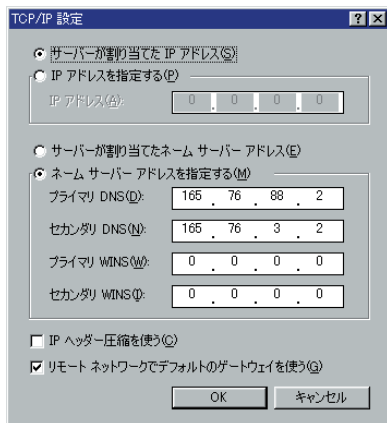 TCP/IP 設定
サーバーが割り当てた IP アドレス(S)
IP アドレスを指定する(P)
IP アドレス(A): 0 . 0 . 0 . 0
サーバーが割り当てたネーム サーバー アドレス(E)
ネーム サーバー アドレスを指定する(M)
プライマリ DNS(D): 165 . 76 . 88 . 2
セカンダリ DNS(N): 165 . 76 . 3 . 2
プライマリ WINS(W): 0 . 0 . 0 . 0
セカンダリ WINS(I): 0 . 0 . 0 . 0
IP ヘッダー圧縮を使う(C)
リモート ネットワークでデフォルトのゲートウェイを使う(G)
OK キャンセル